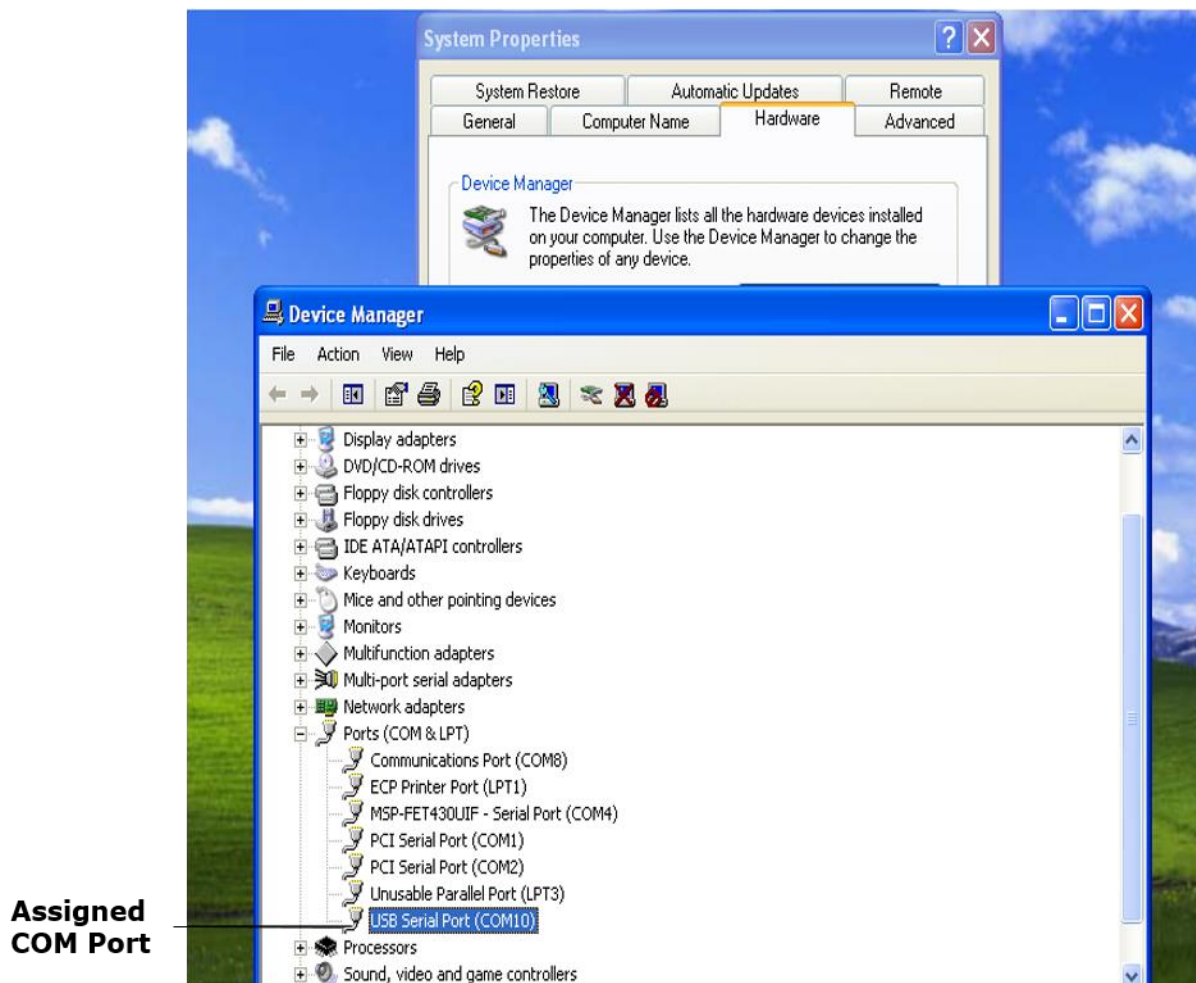 System Properties
System Restore Automatic Updates Remote
General Computer Name Hardware Advanced
Device Manager
The Device Manager lists all the hardware devices installed
on your computer. Use the Device Manager to change the
properties of any device.
Device Manager
File Action View Help
Display adapters
DVD/CD-ROM drives
Floppy disk controllers
Floppy disk drives
IDE ATA/ATAPI controllers
Keyboards
Mice and other pointing devices
Monitors
Multifunction adapters
Multi-port serial adapters
Network adapters
Ports (COM & LPT)
Communications Port (COM8)
ECP Printer Port (LPT1)
MSP-FET430UIF - Serial Port (COM4)
PCI Serial Port (COM1)
PCI Serial Port (COM2)
Unusable Parallel Port (LPT3)
USB Serial Port (COM10)
Processors
Sound, video and game controllers
Assigned
COM Port